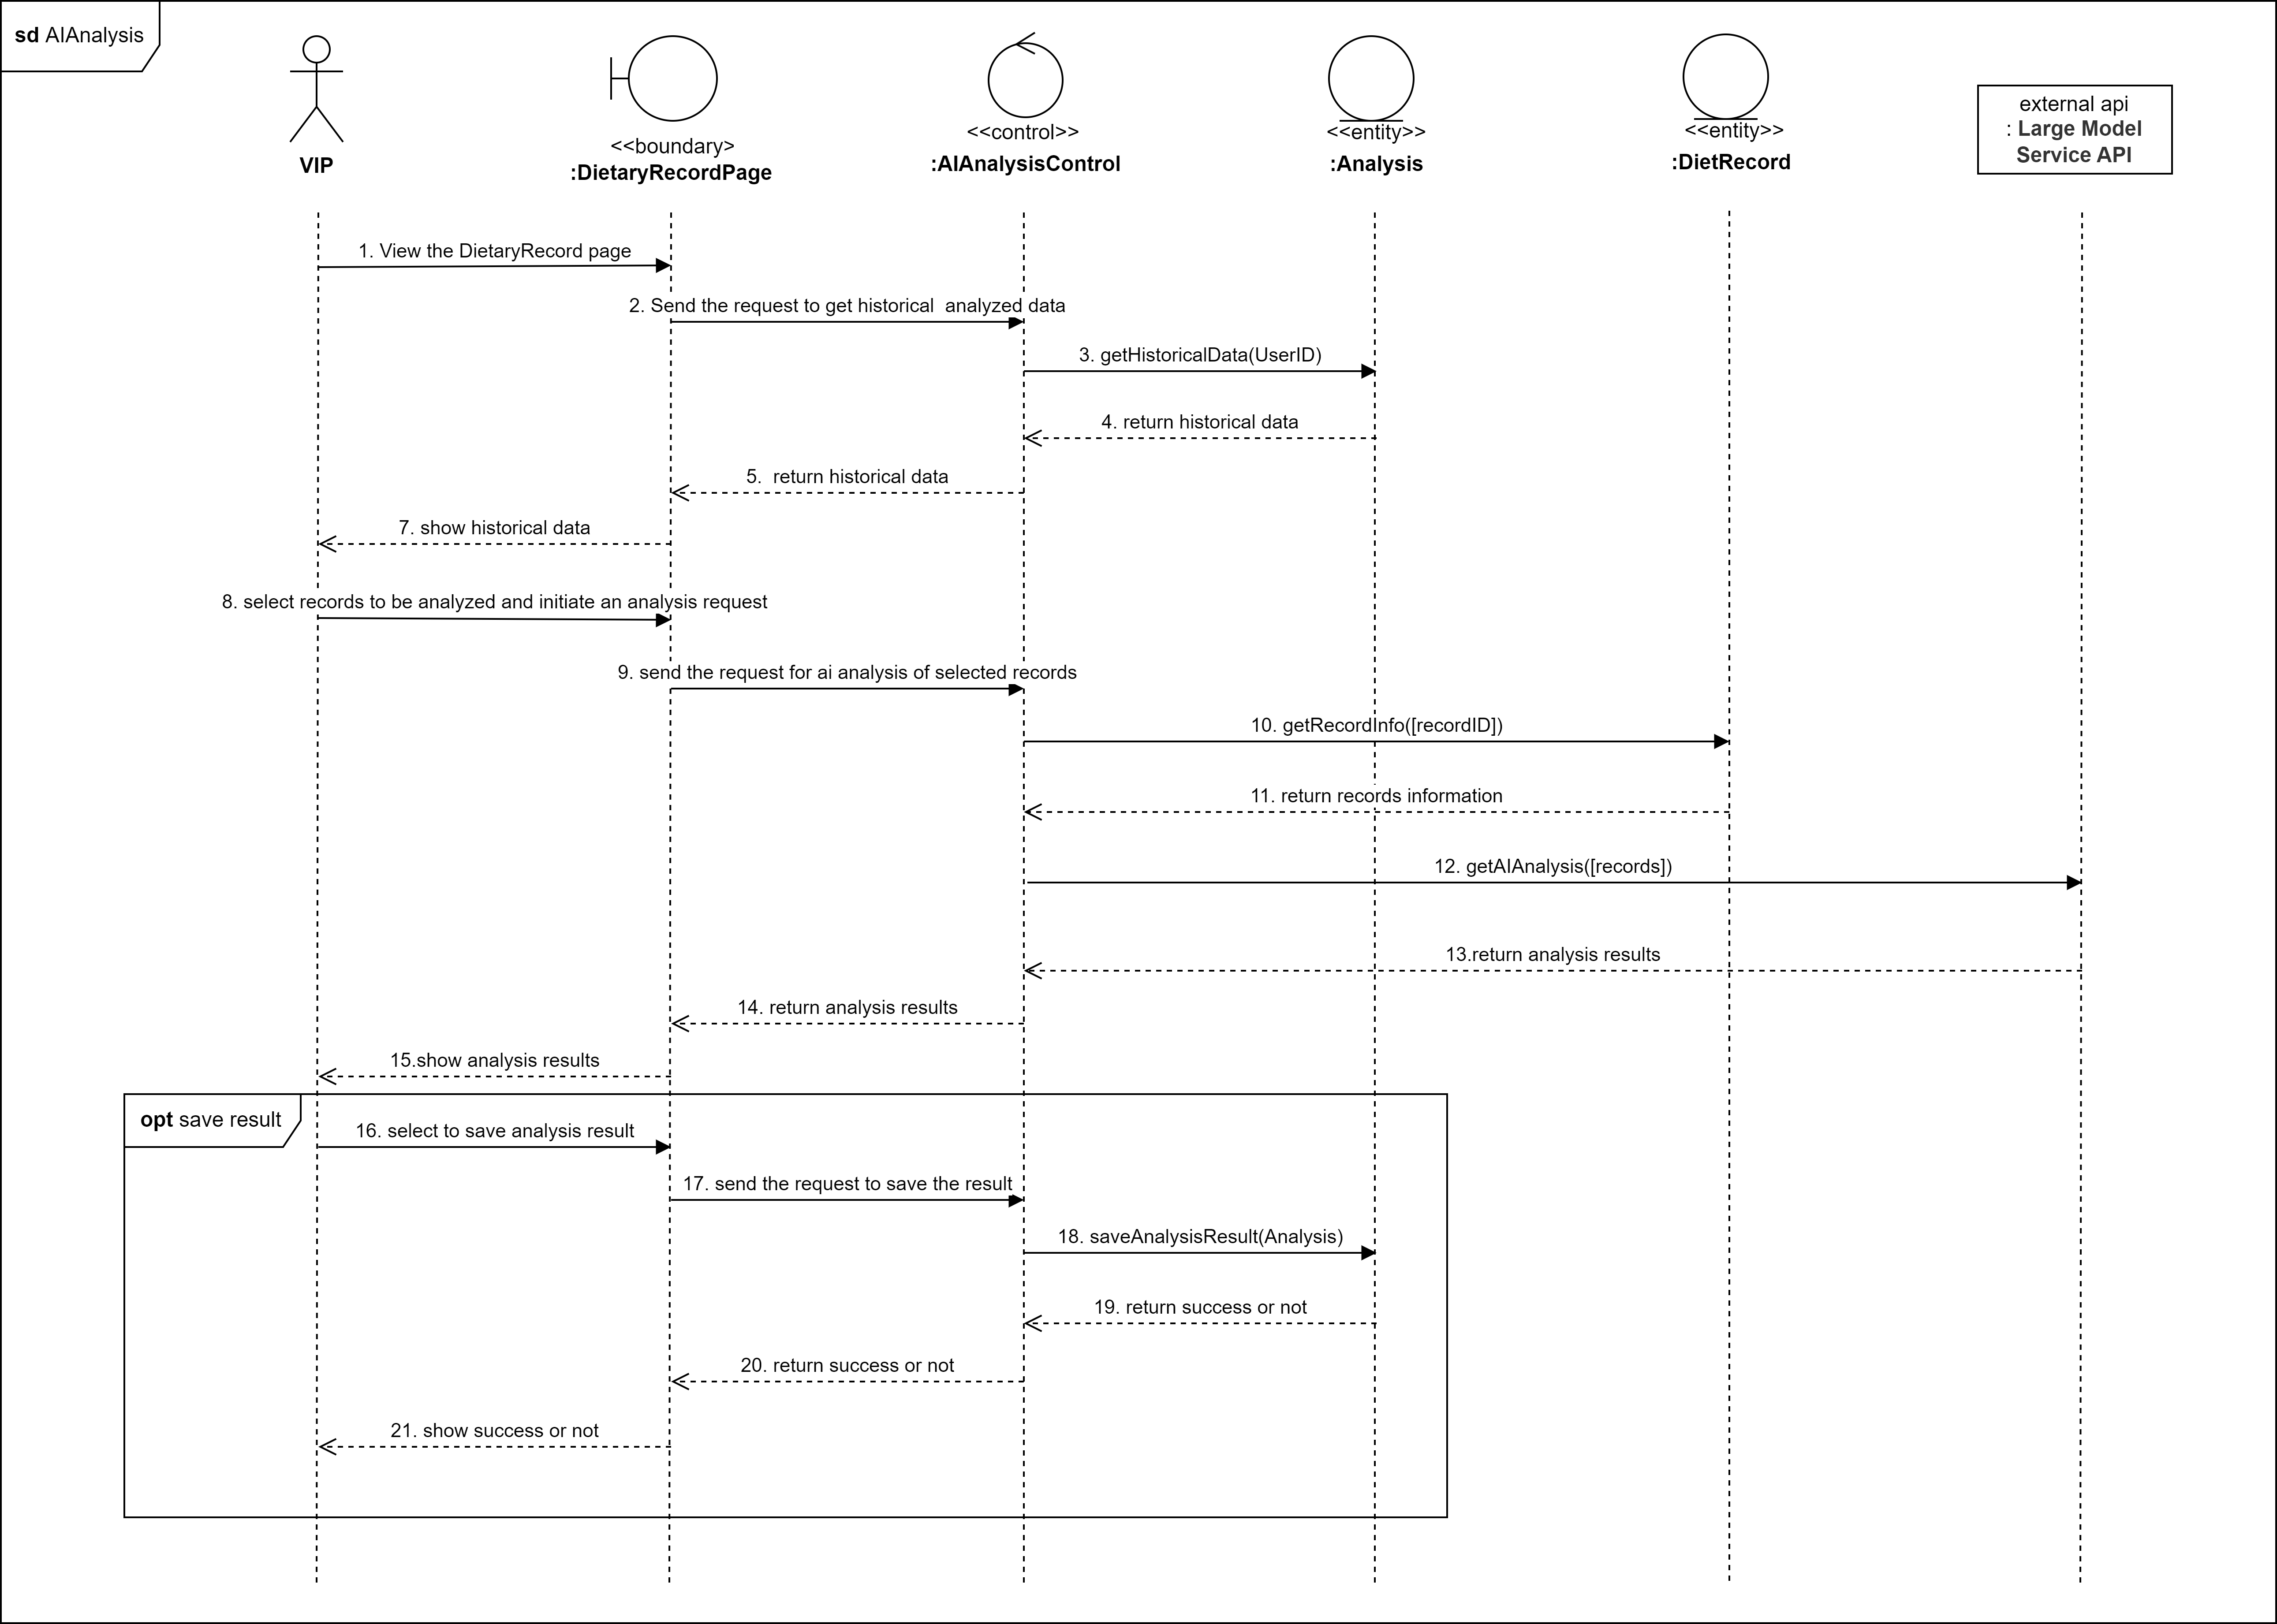 sd AIAnalysis
VIP
<<boundary>
:DietaryRecordPage
<<control>>
:AIAnalysisControl
<<entity>>
:Analysis
<<entity>>
:DietRecord
external api
: Large Model
Service API
1. View the DietaryRecord page
2. Send the request to get historical  analyzed data
3. getHistoricalData(UserID)
4. return historical data
5.  return historical data
7. show historical data
8. select records to be analyzed and initiate an analysis request
9. send the request for ai analysis of selected records
10. getRecordInfo([recordID])
11. return records information
12. getAIAnalysis([records])
13.return analysis results
14. return analysis results
15.show analysis results
opt save result
16. select to save analysis result
17. send the request to save the result
18. saveAnalysisResult(Analysis)
19. return success or not
20. return success or not
21. show success or not